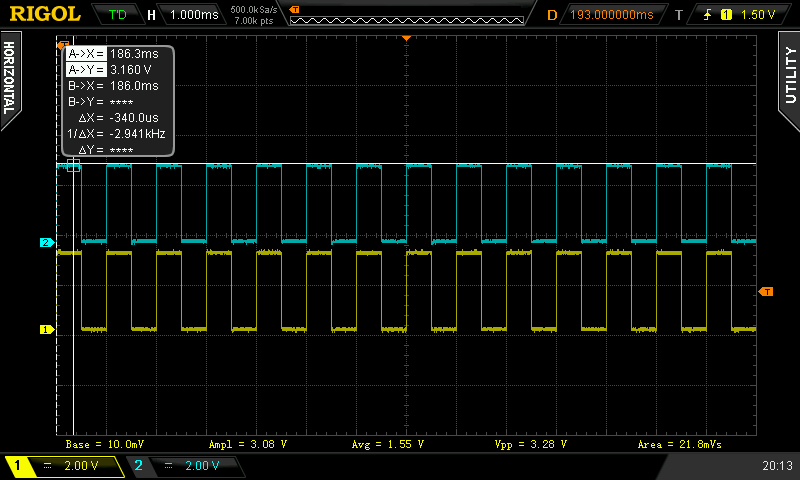 RIGOL T'D H 1.000ms 500.0kSa/s 7.00k pts T D 193.000000ms T 1 1.50 V
HORIZONTAL
UTILITY
T
A->X= 186.3ms
A->Y= 3.160 V
B->X= 186.0ms
B->Y= ****
ΔX= -340.0us
1/ΔX= -2.941kHz
ΔY= ****
2
T
1
Base = 10.0mV Ampl = 3.08 V Avg = 1.55 V Vpp = 3.28 V Area = 21.8mVs
1 2.00 V 2 2.00 V 20:13